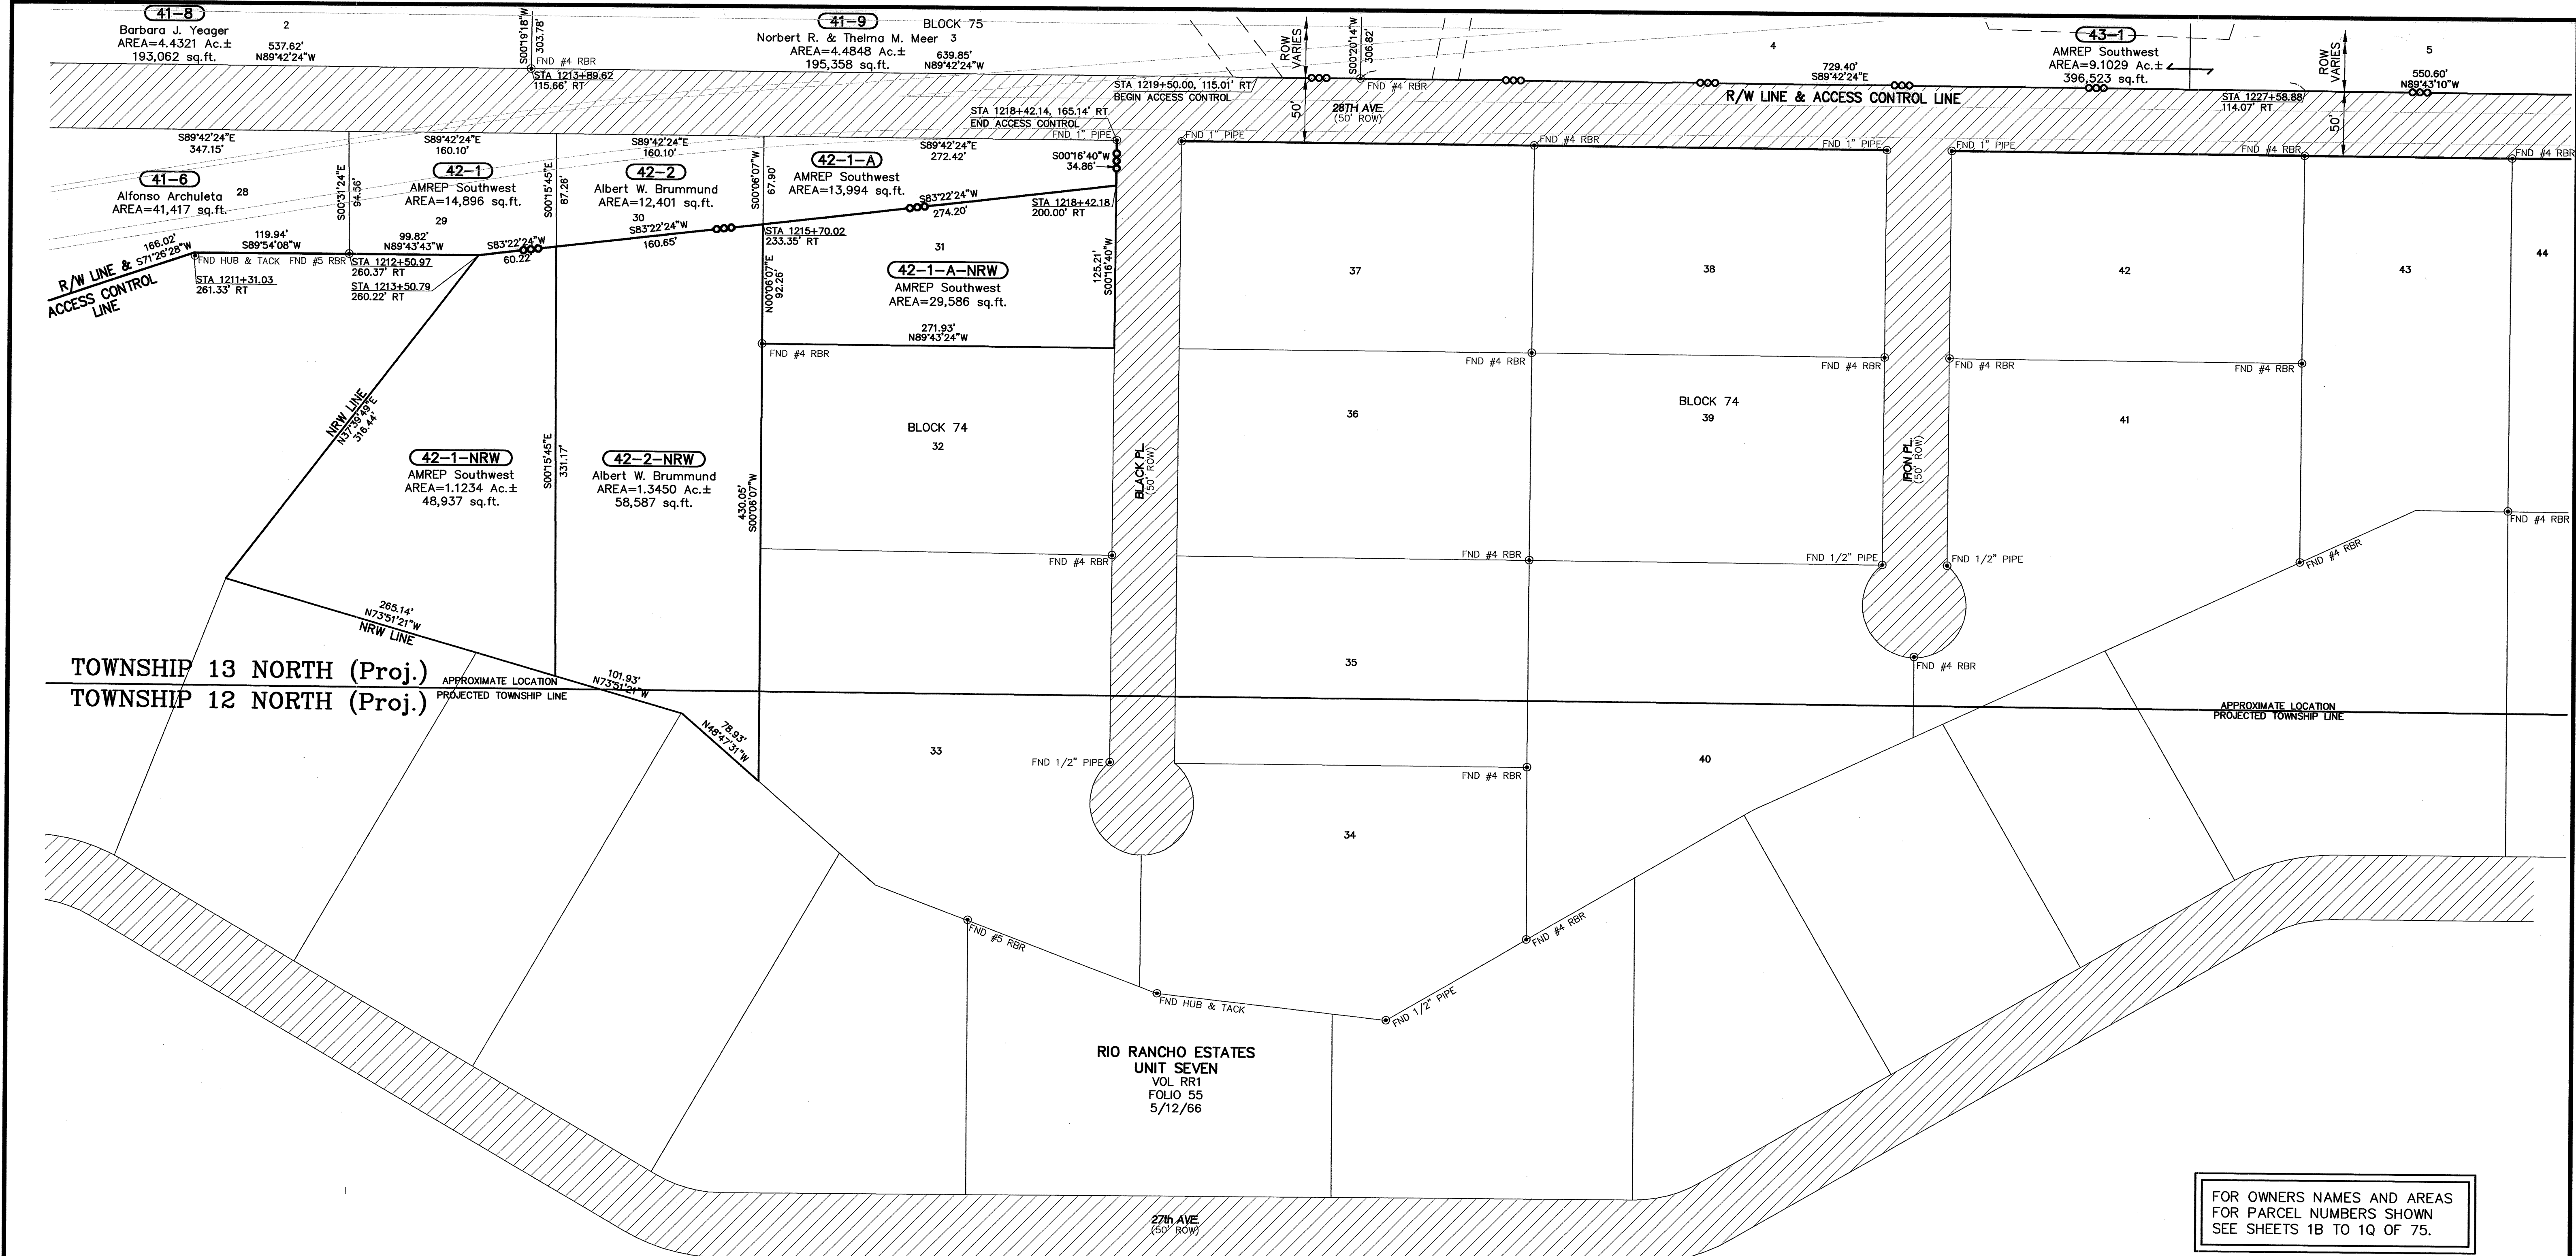 41-8
Barbara J. Yeager
AREA=4.4321 Ac.±
193,062 sq.ft.
2
537.62'
N89°42'24"W
S00°19'18"W
303.78'
FND #4 RBR
STA 1213+89.62
115.66' RT
41-9
BLOCK 75
Norbert R. & Thelma M. Meer 3
AREA=4.4848 Ac.±
195,358 sq.ft.
639.85'
N89°42'24"W
ROW
VARIES
S00°20'14"W
306.82'
FND #4 RBR
4
729.40'
S89°42'24"E
43-1
AMREP Southwest
AREA=9.1029 Ac.±
396,523 sq.ft.
ROW
VARIES
5
550.60'
N89°43'10"W
STA 1219+50.00, 115.01' RT
BEGIN ACCESS CONTROL
STA 1218+42.14, 165.14' RT
END ACCESS CONTROL
50'
28TH AVE.
(50' ROW)
R/W LINE & ACCESS CONTROL LINE
STA 1227+58.88
114.07' RT
50'
FND 1" PIPE
FND 1" PIPE
FND #4 RBR
FND 1" PIPE
FND 1" PIPE
FND #4 RBR
FND #4 RBR
S89°42'24"E
347.15'
S89°42'24"E
160.10'
S89°42'24"E
160.10'
S89°42'24"E
272.42'
S00°16'40"W
34.86'
41-6
Alfonso Archuleta
AREA=41,417 sq.ft.
28
S00°31'24"E
94.56'
42-1
AMREP Southwest
AREA=14,896 sq.ft.
29
S00°15'45"E
87.26'
42-2
Albert W. Brummund
AREA=12,401 sq.ft.
30
S00°06'07"W
67.90'
42-1-A
AMREP Southwest
AREA=13,994 sq.ft.
166.02'
S71°26'28"W
R/W LINE &
ACCESS CONTROL
LINE
119.94'
S89°54'08"W
99.82'
N89°43'43"W
S83°22'24"W
60.22'
S83°22'24"W
160.65'
S83°22'24"W
274.20'
STA 1218+42.18
200.00' RT
STA 1215+70.02
233.35' RT
FND HUB & TACK
FND #5 RBR
STA 1211+31.03
261.33' RT
STA 1212+50.97
260.37' RT
STA 1213+50.79
260.22' RT
31
42-1-A-NRW
AMREP Southwest
AREA=29,586 sq.ft.
N00°06'07"E
92.26'
125.21'
S00°16'40"W
271.93'
N89°43'24"W
FND #4 RBR
37
38
42
43
44
FND #4 RBR
FND #4 RBR
FND #4 RBR
FND #4 RBR
NRW LINE
N37°39'49"E
316.44'
BLOCK 74
32
36
BLOCK 74
39
41
42-1-NRW
AMREP Southwest
AREA=1.1234 Ac.±
48,937 sq.ft.
S00°15'45"E
331.17'
42-2-NRW
Albert W. Brummund
AREA=1.3450 Ac.±
58,587 sq.ft.
430.05'
S00°06'07"W
BLACK PL.
(50' ROW)
IRON PL.
(50' ROW)
FND #4 RBR
FND #4 RBR
FND #4 RBR
FND 1/2" PIPE
FND 1/2" PIPE
FND #4 RBR
265.14'
N73°51'21"W
NRW LINE
TOWNSHIP 13 NORTH (Proj.)
APPROXIMATE LOCATION
TOWNSHIP 12 NORTH (Proj.)
PROJECTED TOWNSHIP LINE
101.93'
N73°51'21"W
78.93'
N48°47'31"W
35
FND #4 RBR
APPROXIMATE LOCATION
PROJECTED TOWNSHIP LINE
33
FND 1/2" PIPE
FND #4 RBR
40
34
FND #5 RBR
FND #4 RBR
FND HUB & TACK
FND 1/2" PIPE
RIO RANCHO ESTATES
UNIT SEVEN
VOL RR1
FOLIO 55
5/12/66
27th AVE.
(50' ROW)
FOR OWNERS NAMES AND AREAS
FOR PARCEL NUMBERS SHOWN
SEE SHEETS 1B TO 1Q OF 75.